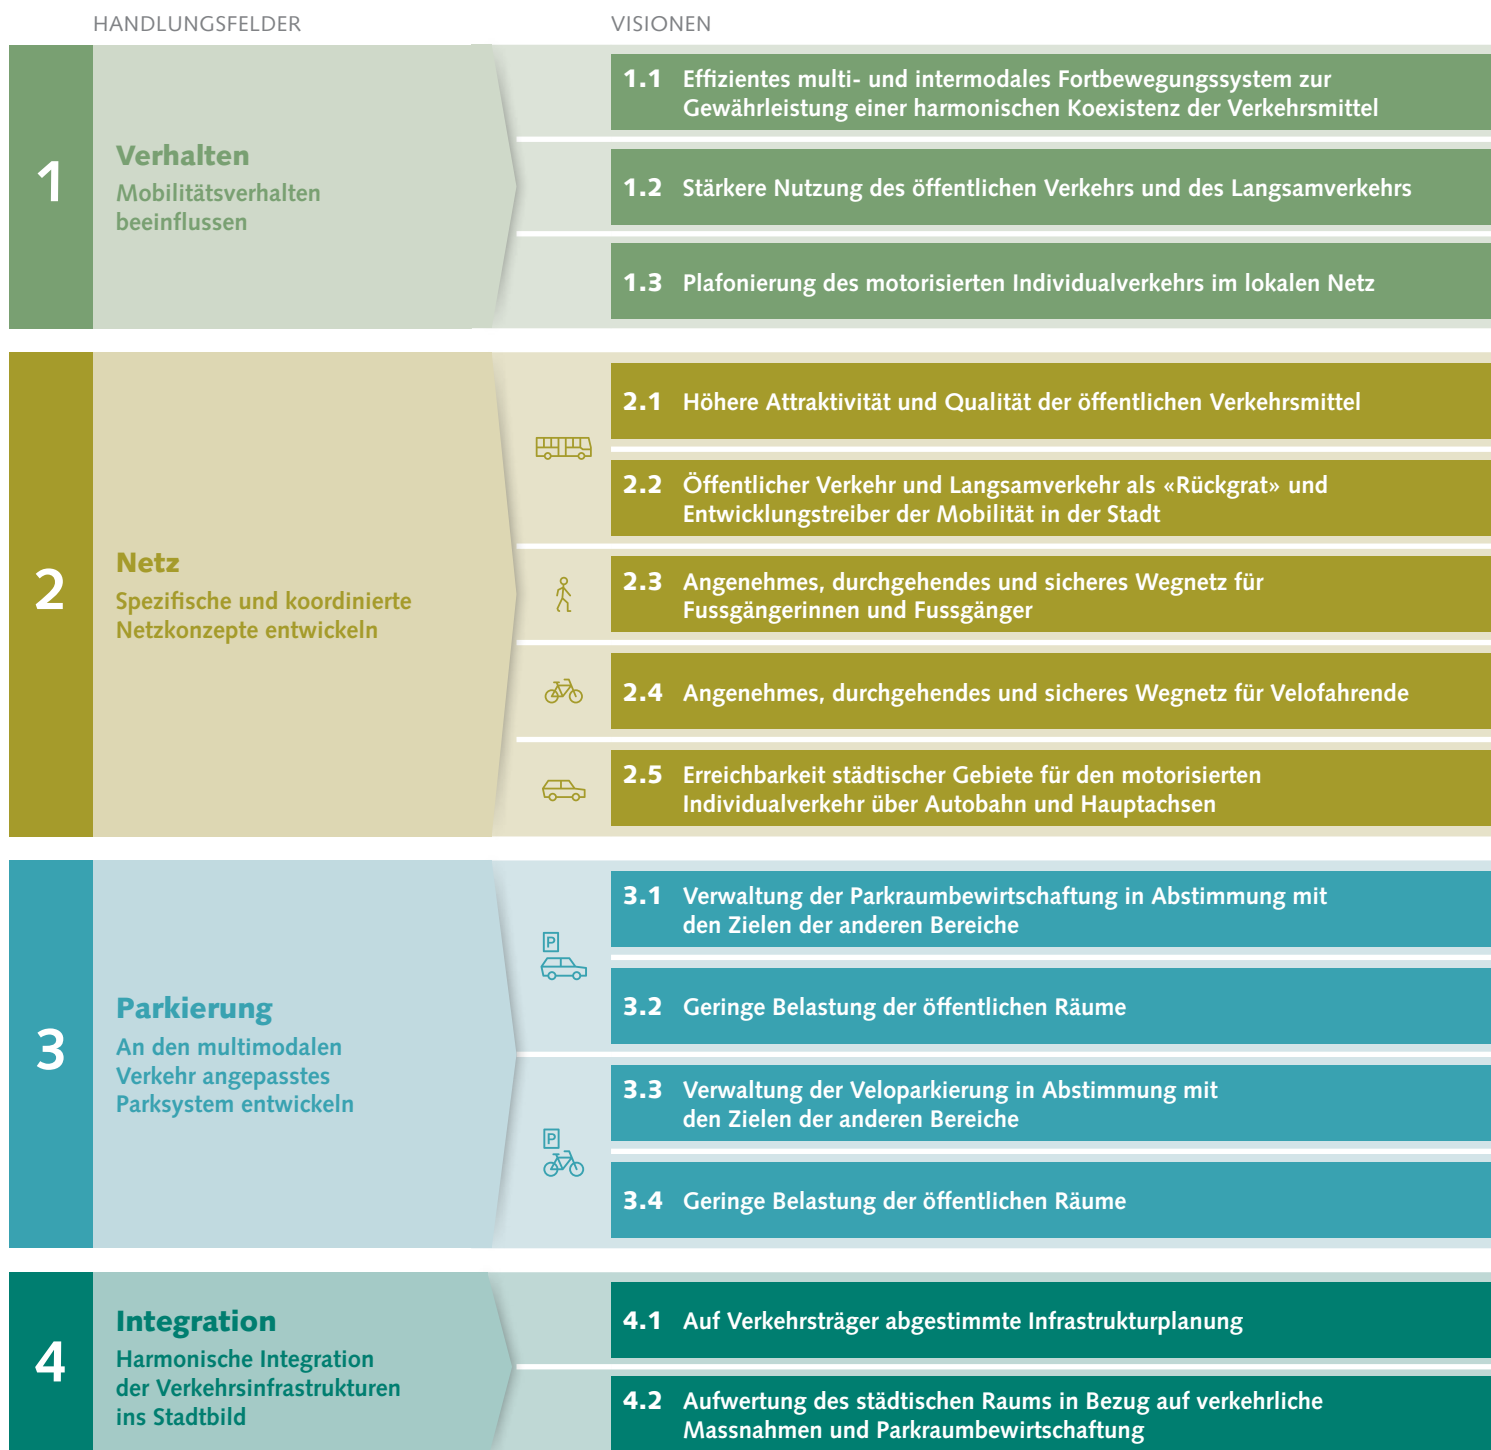 HANDLUNGSFELDER
VISIONEN
1
Verhalten
Mobilitätsverhalten
beeinflussen
1.1 Effizientes multi- und intermodales Fortbewegungssystem zur
Gewährleistung einer harmonischen Koexistenz der Verkehrsmittel
1.2 Stärkere Nutzung des öffentlichen Verkehrs und des Langsamverkehrs
1.3 Plafonierung des motorisierten Individualverkehrs im lokalen Netz
2
Netz
Spezifische und koordinierte
Netzkonzepte entwickeln
2.1 Höhere Attraktivität und Qualität der öffentlichen Verkehrsmittel
2.2 Öffentlicher Verkehr und Langsamverkehr als «Rückgrat» und
Entwicklungstreiber der Mobilität in der Stadt
2.3 Angenehmes, durchgehendes und sicheres Wegnetz für
Fussgängerinnen und Fussgänger
2.4 Angenehmes, durchgehendes und sicheres Wegnetz für Velofahrende
2.5 Erreichbarkeit städtischer Gebiete für den motorisierten
Individualverkehr über Autobahn und Hauptachsen
3
Parkierung
An den multimodalen
Verkehr angepasstes
Parksystem entwickeln
P
3.1 Verwaltung der Parkraumbewirtschaftung in Abstimmung mit
den Zielen der anderen Bereiche
3.2 Geringe Belastung der öffentlichen Räume
P
3.3 Verwaltung der Veloparkierung in Abstimmung mit
den Zielen der anderen Bereiche
3.4 Geringe Belastung der öffentlichen Räume
4
Integration
Harmonische Integration
der Verkehrsinfrastrukturen
ins Stadtbild
4.1 Auf Verkehrsträger abgestimmte Infrastrukturplanung
4.2 Aufwertung des städtischen Raums in Bezug auf verkehrliche
Massnahmen und Parkraumbewirtschaftung